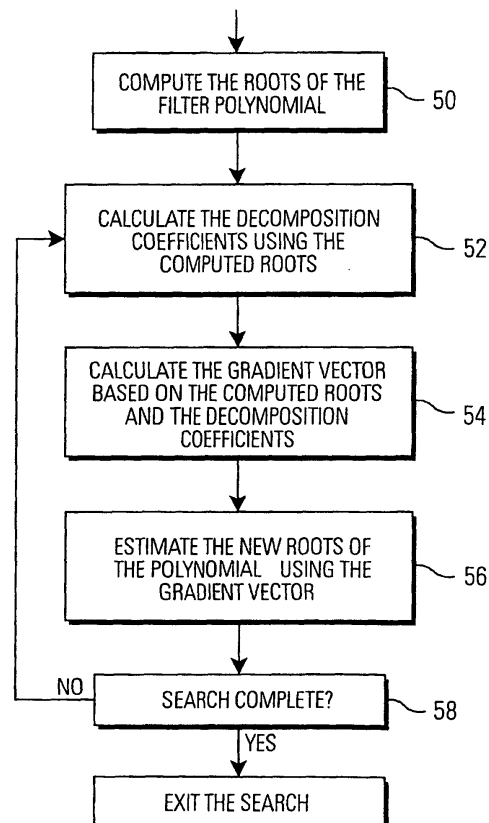 COMPUTE THE ROOTS OF THE
FILTER POLYNOMIAL
50
CALCULATE THE DECOMPOSITION
COEFFICIENTS USING THE
COMPUTED ROOTS
52
CALCULATE THE GRADIENT VECTOR
BASED ON THE COMPUTED ROOTS
AND THE DECOMPOSITION
COEFFICIENTS
54
ESTIMATE THE NEW ROOTS OF
THE POLYNOMIAL USING THE
GRADIENT VECTOR
56
NO
SEARCH COMPLETE?
58
YES
EXIT THE SEARCH